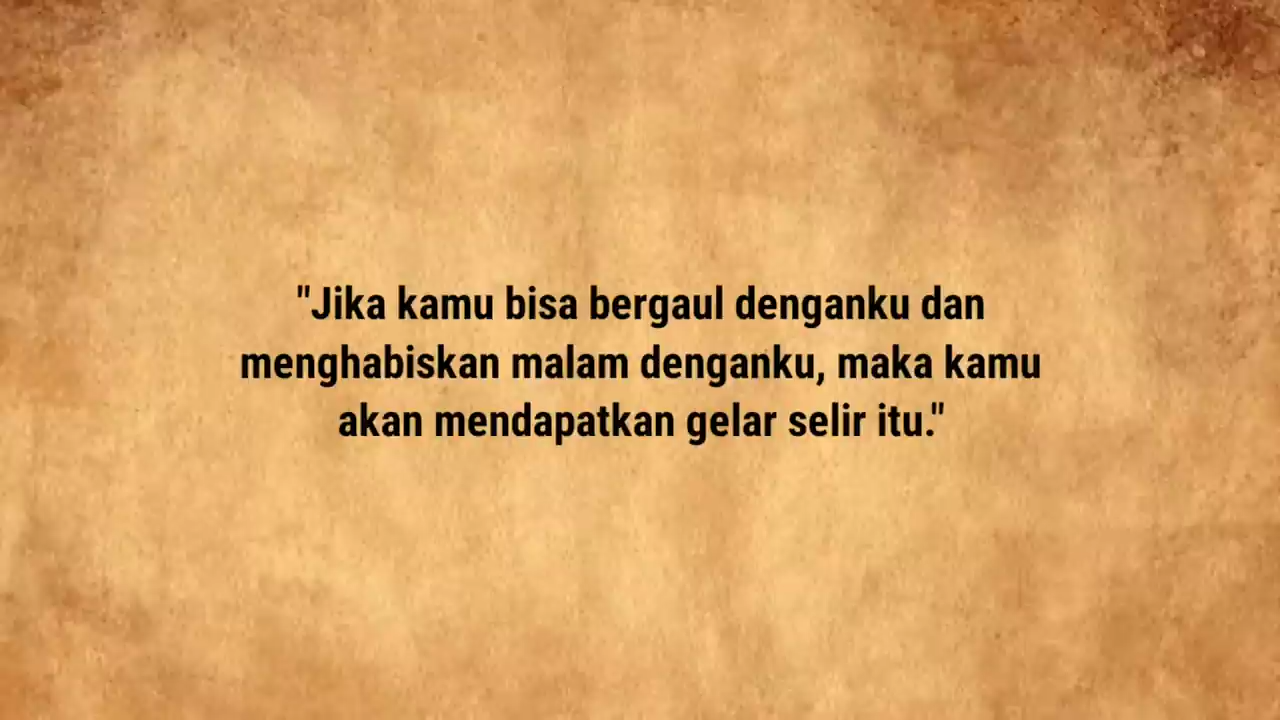 "Jika kamu bisa bergaul denganku dan
menghabiskan malam denganku, maka kamu
akan mendapatkan gelar selir itu."